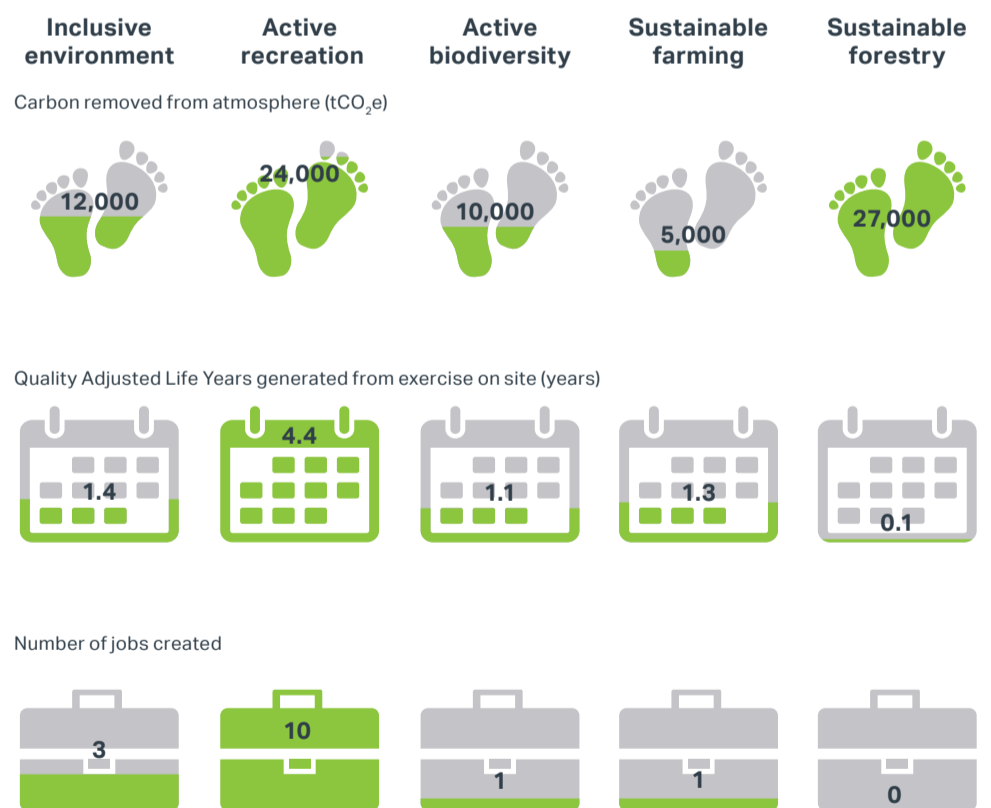 Inclusive environment
Active recreation
Active biodiversity
Sustainable farming
Sustainable forestry
Carbon removed from atmosphere (tCO₂e)
12,000
24,000
10,000
5,000
27,000
Quality Adjusted Life Years generated from exercise on site (years)
1.4
4.4
1.1
1.3
0.1
Number of jobs created
3
10
1
1
0